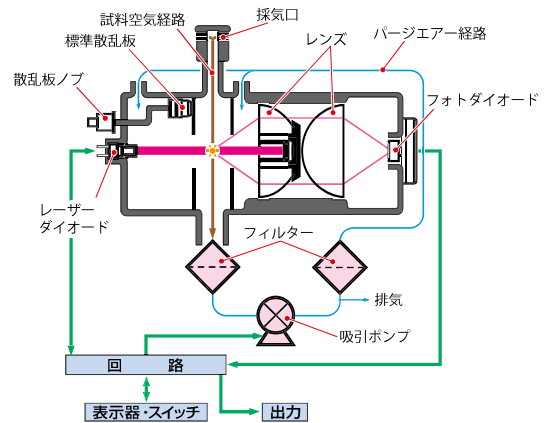 試料空気経路
採気口
標準散乱板
レンズ
パージエアー経路
散乱板ノブ
フォトダイオード
レーザー
ダイオード
フィルター
排気
吸引ポンプ
回 路
表示器・スイッチ
出力